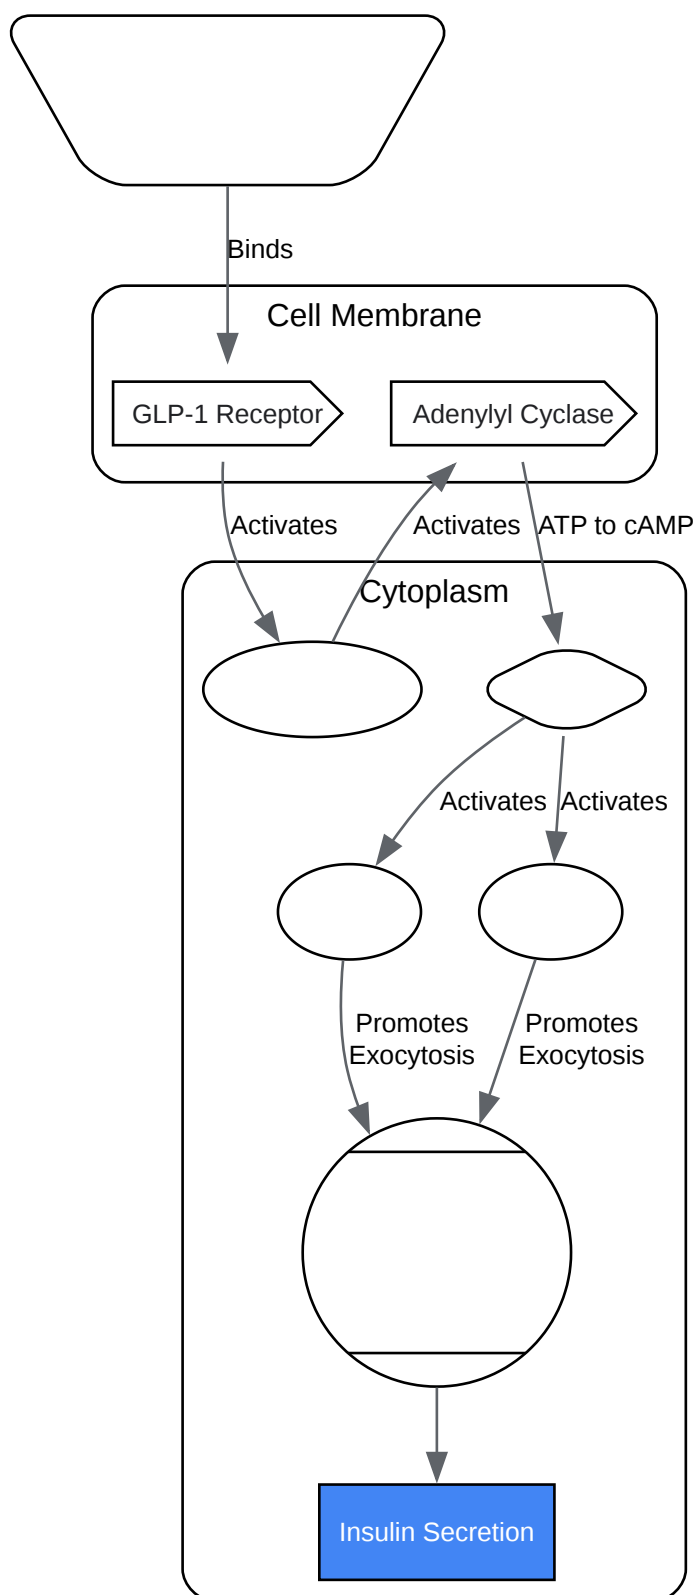 Binds
Cell Membrane
GLP-1 Receptor
Adenylyl Cyclase
Activates
Activates
ATP to cAMP
Cytoplasm
Activates
Activates
Promotes
Exocytosis
Promotes
Exocytosis
Insulin Secretion